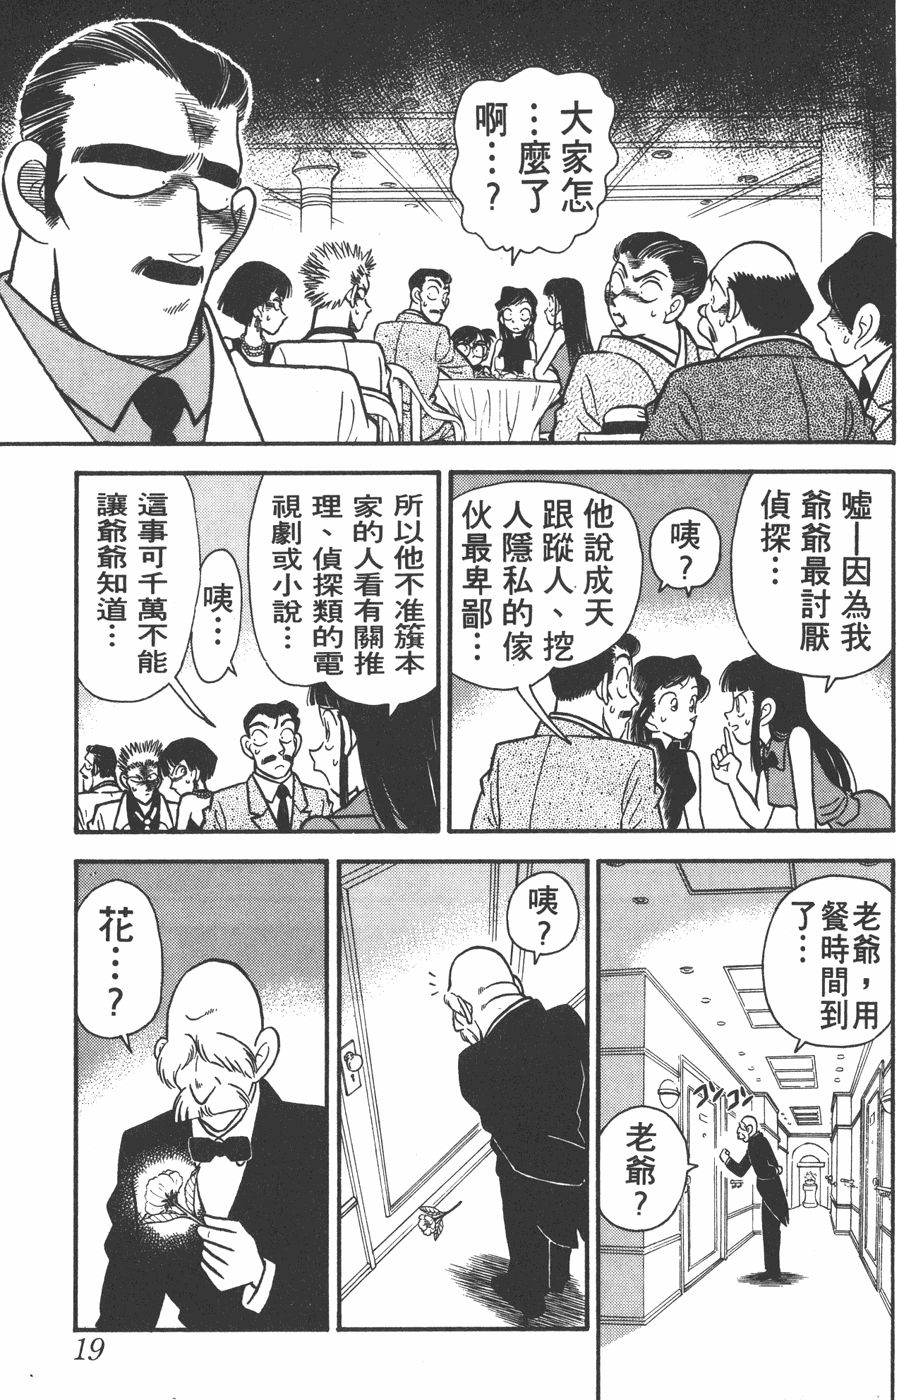 大家怎
…麼了
啊…？
噓—因為我
爺爺最討厭
偵探…
咦？
他說成天
跟蹤人、挖
人隱私的傢
伙最卑鄙…
所以他不准籏本
家的人看有關推
理、偵探類的電
視劇或小說…
咦…
這事可千萬不能
讓爺爺知道…
老爺，用
餐時間到
了…
コンコン
老爺？
咦？
花…？
19